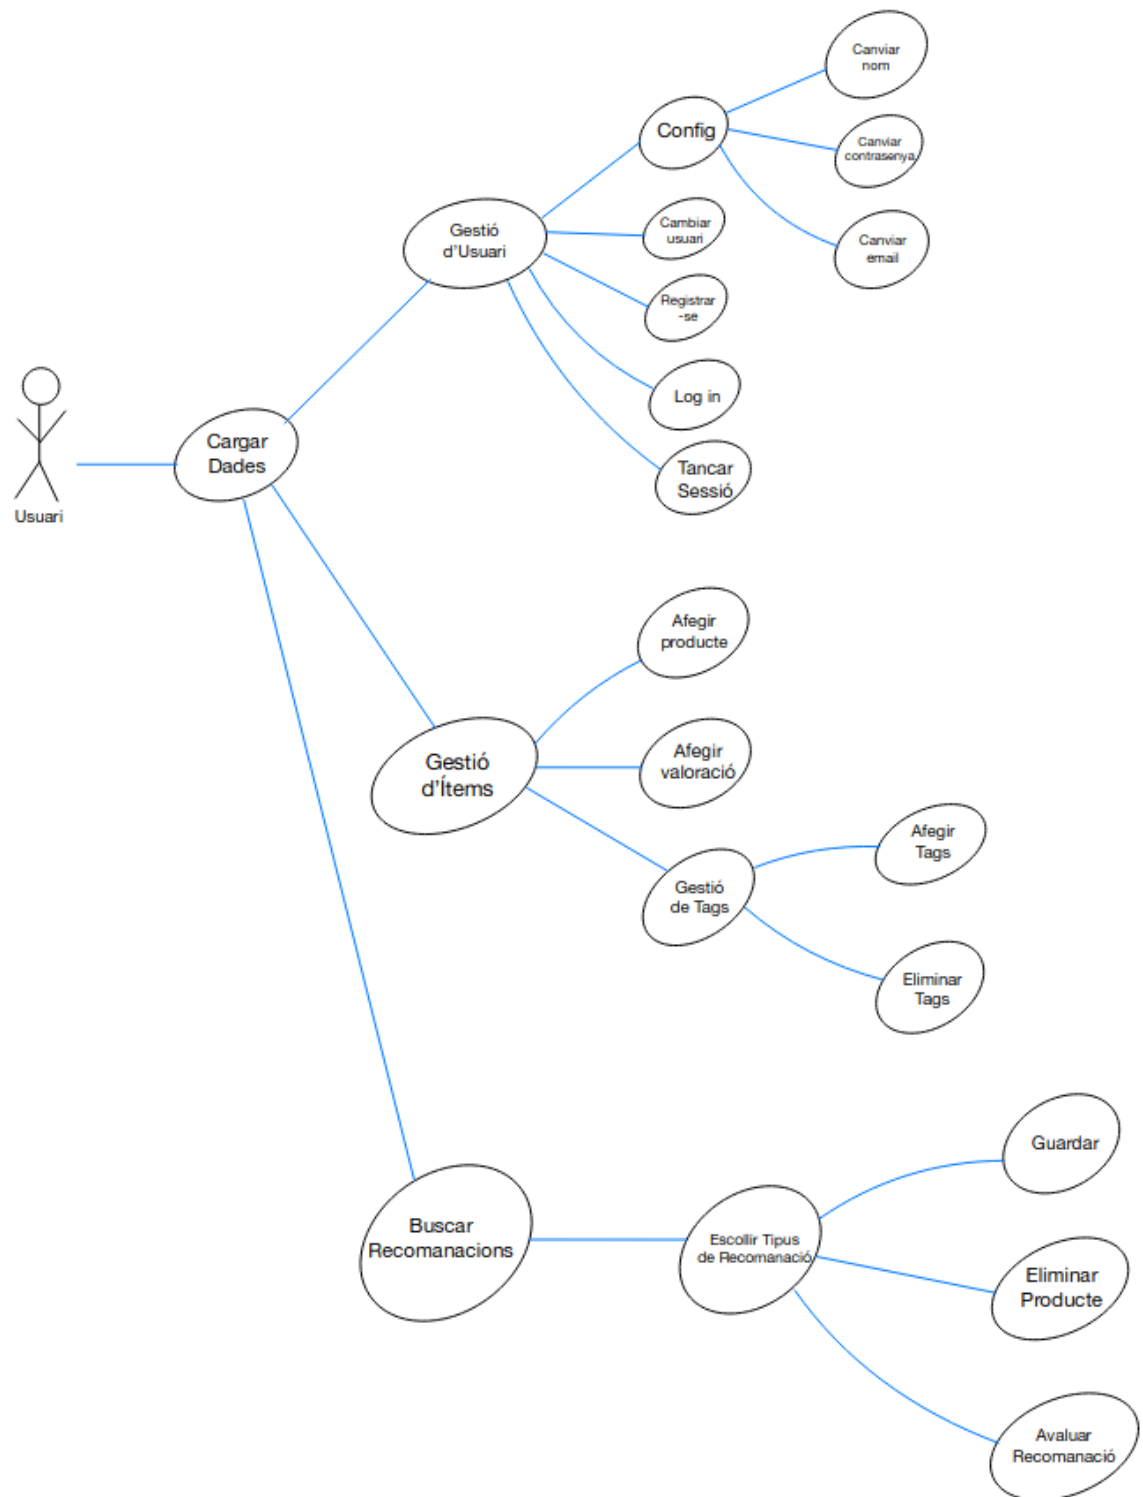 Canviar
nom
Config
Canviar
contrasenya
Gestió
d'Usuari
Cambiar
usuari
Canviar
email
Registrar
-se
Log in
Cargar
Dades
Tancar
Sessió
Usuari
Afegir
producte
Gestió
d'Ítems
Afegir
valoració
Afegir
Tags
Gestió
de Tags
Eliminar
Tags
Guardar
Buscar
Recomanacions
Escollir Tipus
de Recomanació
Eliminar
Producte
Avaluar
Recomanació